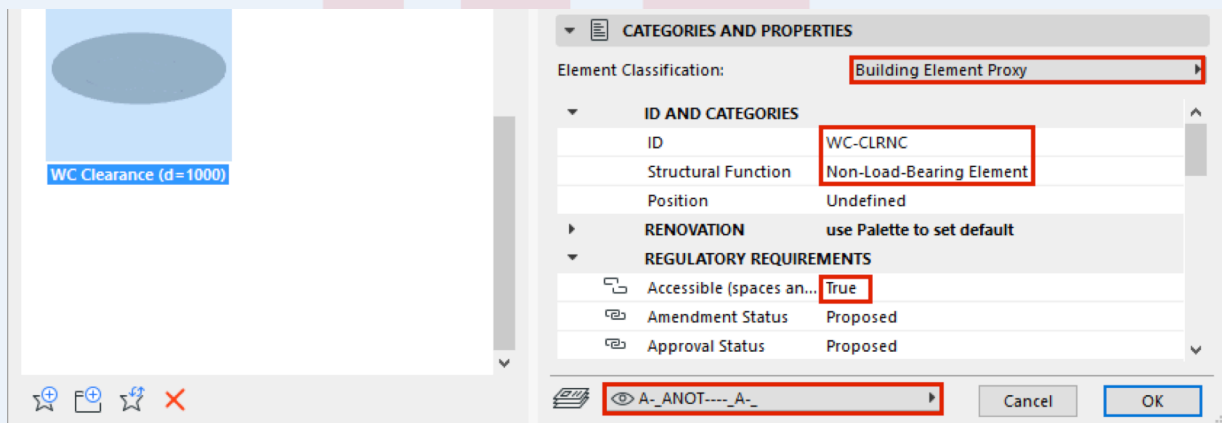 WC Clearance (d=1000)
CATEGORIES AND PROPERTIES
Element Classification: Building Element Proxy
ID AND CATEGORIES
ID WC-CLRNC
Structural Function Non-Load-Bearing Element
Position Undefined
RENOVATION use Palette to set default
REGULATORY REQUIREMENTS
Accessible (spaces an... True
Amendment Status Proposed
Approval Status Proposed
A-_ANOT----_A-_
Cancel OK